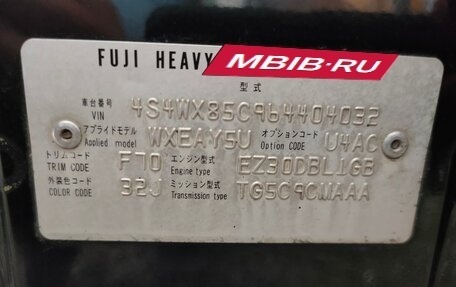 FUJI HEAVY
MBIB.RU
型式
車台番号 VIN 4S4WX85C964404032
アプライドモデル Applied model WXEAY5U オプションコード Option CODE U4AC
トリムコード TRIM CODE F70 エンジン型式 Engine type EZ30DBL1GB
外装色コード COLOR CODE 32J ミッション型式 Transmission type TG5C9CMAAA